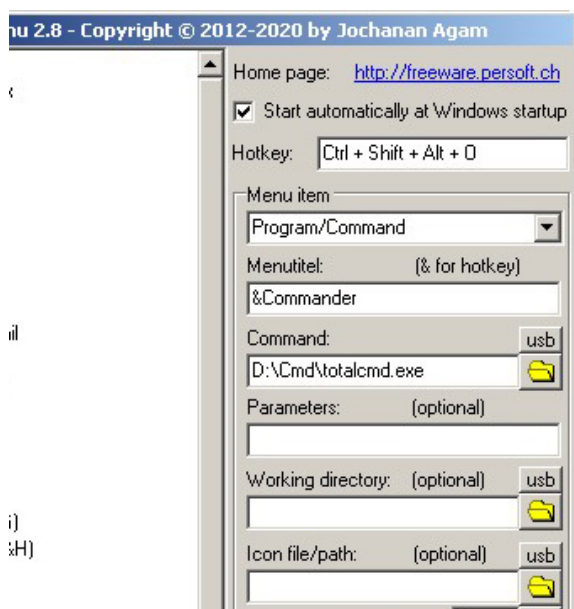 nu 2.8 - Copyright © 2012-2020 by Jochanan Agam
Home page: http://freeware.persoft.ch
Start automatically at Windows startup
Hotkey: Ctrl + Shift + Alt + O
Menu item
Program/Command
Menutitel: (& for hotkey)
&Commander
ail
Command: usb
D:\Cmd\totalcmd.exe
Parameters: (optional)
Working directory: (optional) usb
&H)
Icon file/path: (optional) usb